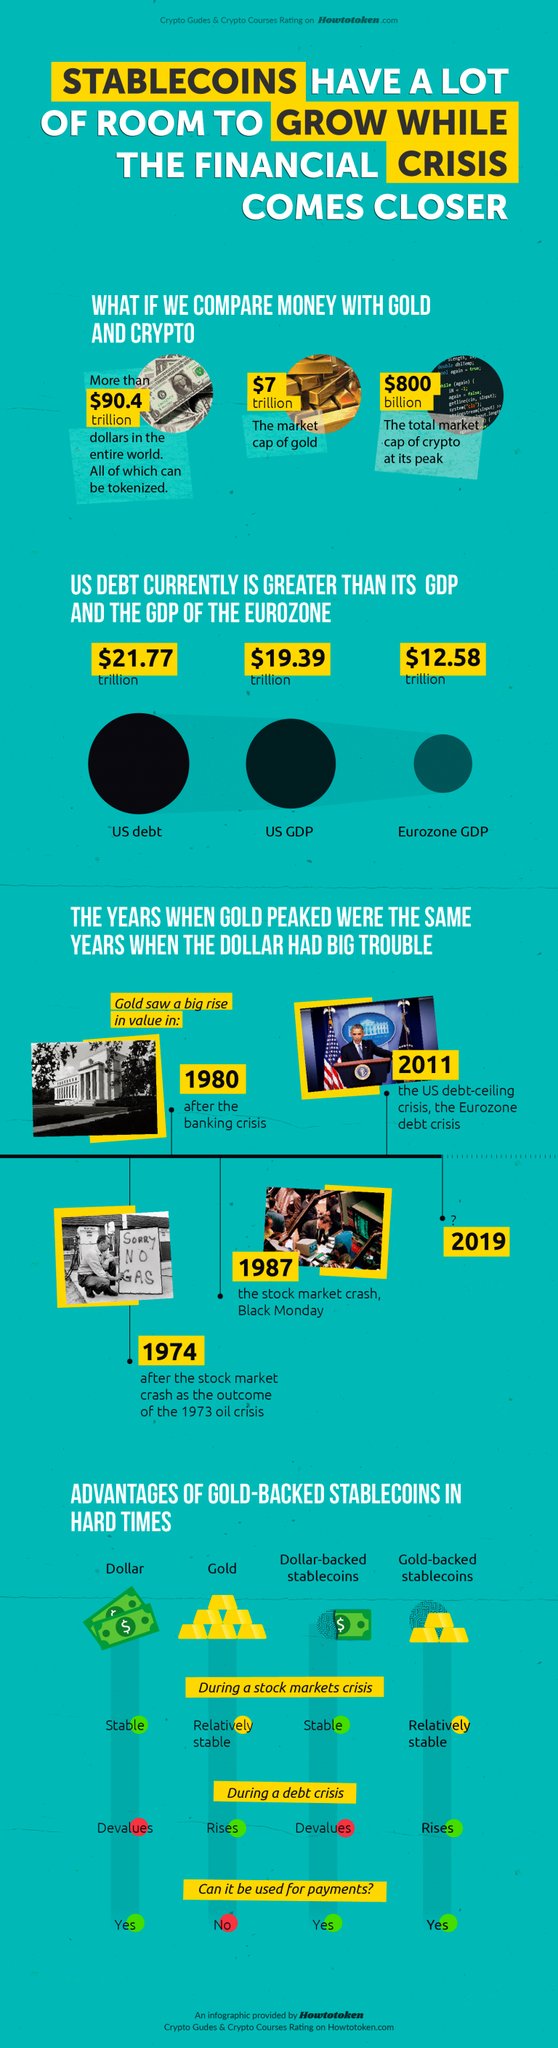 Crypto Gudes & Crypto Courses Rating on Howtotoken.com
STABLECOINS HAVE A LOT
OF ROOM TO GROW WHILE
THE FINANCIAL CRISIS
COMES CLOSER
WHAT IF WE COMPARE MONEY WITH GOLD
AND CRYPTO
More than
$90.4
trillion
dollars in the
entire world.
All of which can
be tokenized.
$7
trillion
The market
cap of gold
$800
billion
The total market
cap of crypto
at its peak
US DEBT CURRENTLY IS GREATER THAN ITS GDP
AND THE GDP OF THE EUROZONE
$21.77
trillion
$19.39
trillion
$12.58
trillion
US debt
US GDP
Eurozone GDP
THE YEARS WHEN GOLD PEAKED WERE THE SAME
YEARS WHEN THE DOLLAR HAD BIG TROUBLE
Gold saw a big rise
in value in:
1980
after the
banking crisis
2011
the US debt-ceiling
crisis, the Eurozone
debt crisis
SORRY
NO
GAS
1987
the stock market crash,
Black Monday
?
2019
1974
after the stock market
crash as the outcome
of the 1973 oil crisis
ADVANTAGES OF GOLD-BACKED STABLECOINS IN
HARD TIMES
Dollar
Gold
Dollar-backed
stablecoins
Gold-backed
stablecoins
During a stock markets crisis
Stable
Relatively
stable
Stable
Relatively
stable
During a debt crisis
Devalues
Rises
Devalues
Rises
Can it be used for payments?
Yes
No
Yes
Yes
An infographic provided by Howtotoken
Crypto Gudes & Crypto Courses Rating on Howtotoken.com